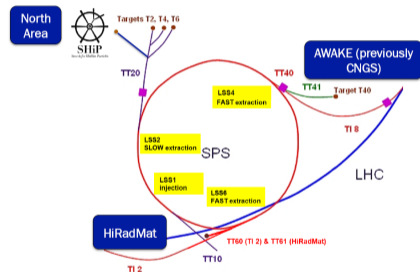 North
Area
SHiP
Targets T2, T4, T6
TT20
AWAKE (previously
CNGS)
TT40
TT41
Target T40
LSS4
FAST extraction
TI 8
LSS2
SLOW extraction
SPS
LHC
LSS1
injection
LSS6
FAST extraction
HiRadMat
TT60 (TI 2) & TT61 (HiRadMat)
TT10
TI 2